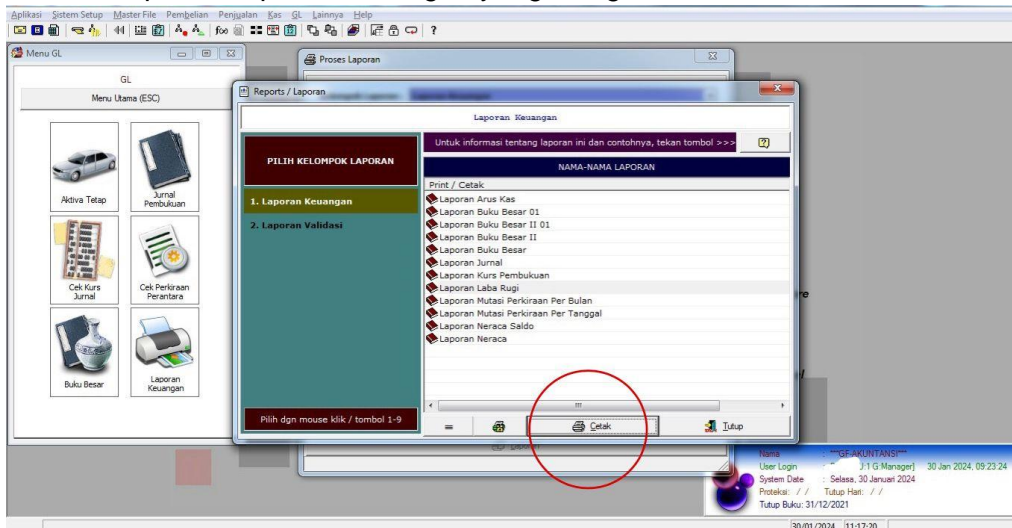 Aplikasi Sistem Setup Master File Pembelian Penjualan Kas GL Lainnya Help
f∞
?
Menu GL
GL
Menu Utama (ESC)
Aktiva Tetap
Jurnal
Pembukuan
Cek Kurs
Jurnal
Cek Perkiraan
Perantara
Buku Besar
Laporan
Keuangan
Proses Laporan
Reports / Laporan
Laporan Keuangan
PILIH KELOMPOK LAPORAN
1. Laporan Keuangan
2. Laporan Validasi
Pilih dgn mouse klik / tombol 1-9
Untuk informasi tentang laporan ini dan contohnya, tekan tombol >>>
NAMA-NAMA LAPORAN
Print / Cetak
Laporan Arus Kas
Laporan Buku Besar 01
Laporan Buku Besar II 01
Laporan Buku Besar II
Laporan Buku Besar
Laporan Jurnal
Laporan Kurs Pembukuan
Laporan Laba Rugi
Laporan Mutasi Perkiraan Per Bulan
Laporan Mutasi Perkiraan Per Tanggal
Laporan Neraca Saldo
Laporan Neraca
=
Cetak
Tutup
Nama : ***GF-AKUNTANSI***
User Login : G:Manager] 30 Jan 2024, 09:23:24
System Date : Selasa, 30 Januari 2024
Proteksi: / / Tutup Hari: / /
Tutup Buku: 31/12/2021
30/01/2024 11:17:20